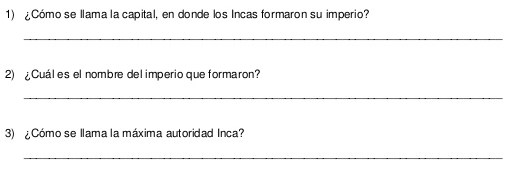 1) ¿Cómo se llama la capital, en donde los Incas formaron su imperio?
2) ¿Cuál es el nombre del imperio que formaron?
3) ¿Cómo se llama la máxima autoridad Inca?